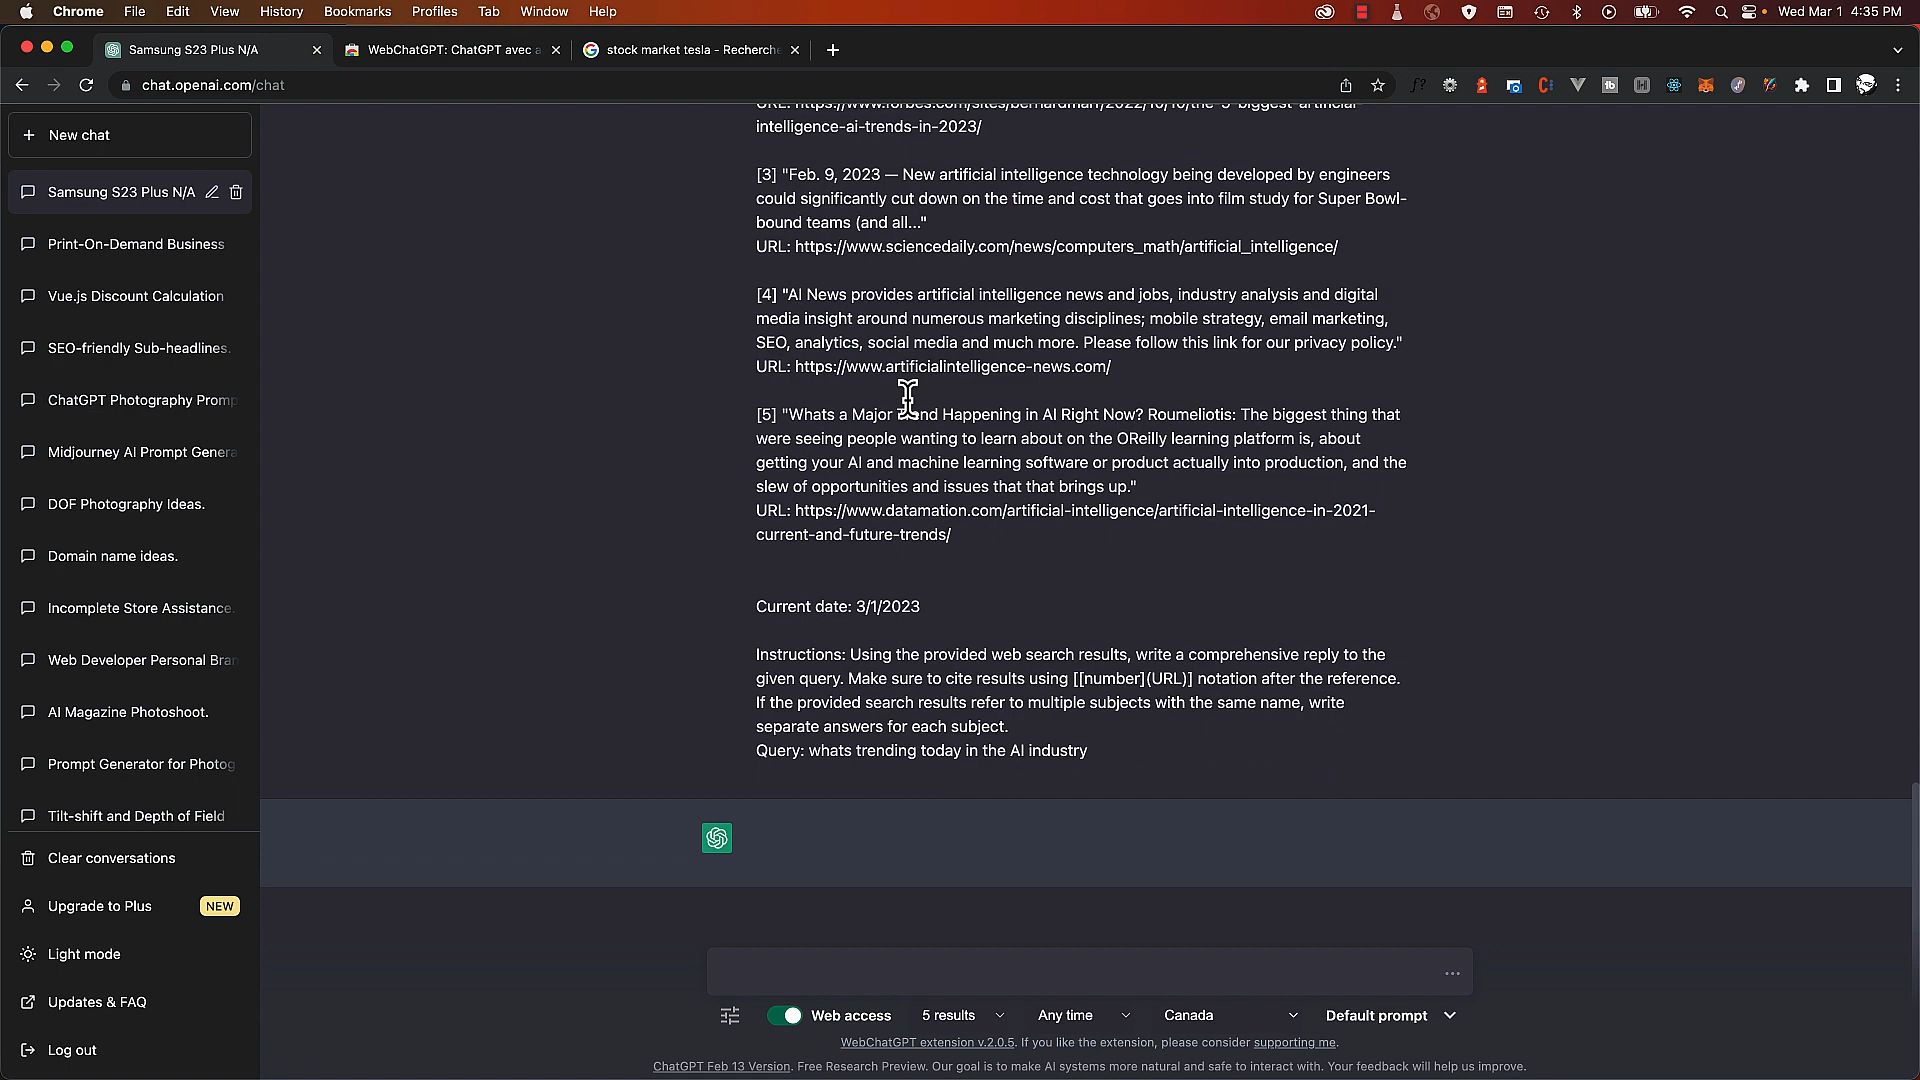 Chrome File Edit View History Bookmarks Profiles Tab Window Help Wed Mar 1 4:35 PM
Samsung S23 Plus N/A WebChatGPT: ChatGPT avec a stock market tesla - Recherche
chat.openai.com/chat
New chat
Samsung S23 Plus N/A
Print-On-Demand Business
Vue.js Discount Calculation
SEO-friendly Sub-headlines.
ChatGPT Photography Promp
Midjourney AI Prompt Genera
DOF Photography Ideas.
Domain name ideas.
Incomplete Store Assistance.
Web Developer Personal Bran
AI Magazine Photoshoot.
Prompt Generator for Photog
Tilt-shift and Depth of Field
Clear conversations
Upgrade to Plus NEW
Light mode
Updates & FAQ
Log out
URL: https://www.forbes.com/sites/bernardmarr/2022/10/10/the-5-biggest-artificial-
intelligence-ai-trends-in-2023/
[3] "Feb. 9, 2023 — New artificial intelligence technology being developed by engineers
could significantly cut down on the time and cost that goes into film study for Super Bowl-
bound teams (and all..."
URL: https://www.sciencedaily.com/news/computers_math/artificial_intelligence/
[4] "AI News provides artificial intelligence news and jobs, industry analysis and digital
media insight around numerous marketing disciplines; mobile strategy, email marketing,
SEO, analytics, social media and much more. Please follow this link for our privacy policy."
URL: https://www.artificialintelligence-news.com/
[5] "Whats a Major Trend Happening in AI Right Now? Roumeliotis: The biggest thing that
were seeing people wanting to learn about on the OReilly learning platform is, about
getting your AI and machine learning software or product actually into production, and the
slew of opportunities and issues that that brings up."
URL: https://www.datamation.com/artificial-intelligence/artificial-intelligence-in-2021-
current-and-future-trends/
Current date: 3/1/2023
Instructions: Using the provided web search results, write a comprehensive reply to the
given query. Make sure to cite results using [[number](URL)] notation after the reference.
If the provided search results refer to multiple subjects with the same name, write
separate answers for each subject.
Query: whats trending today in the AI industry
Web access 5 results Any time Canada Default prompt
WebChatGPT extension v.2.0.5. If you like the extension, please consider supporting me.
ChatGPT Feb 13 Version. Free Research Preview. Our goal is to make AI systems more natural and safe to interact with. Your feedback will help us improve.